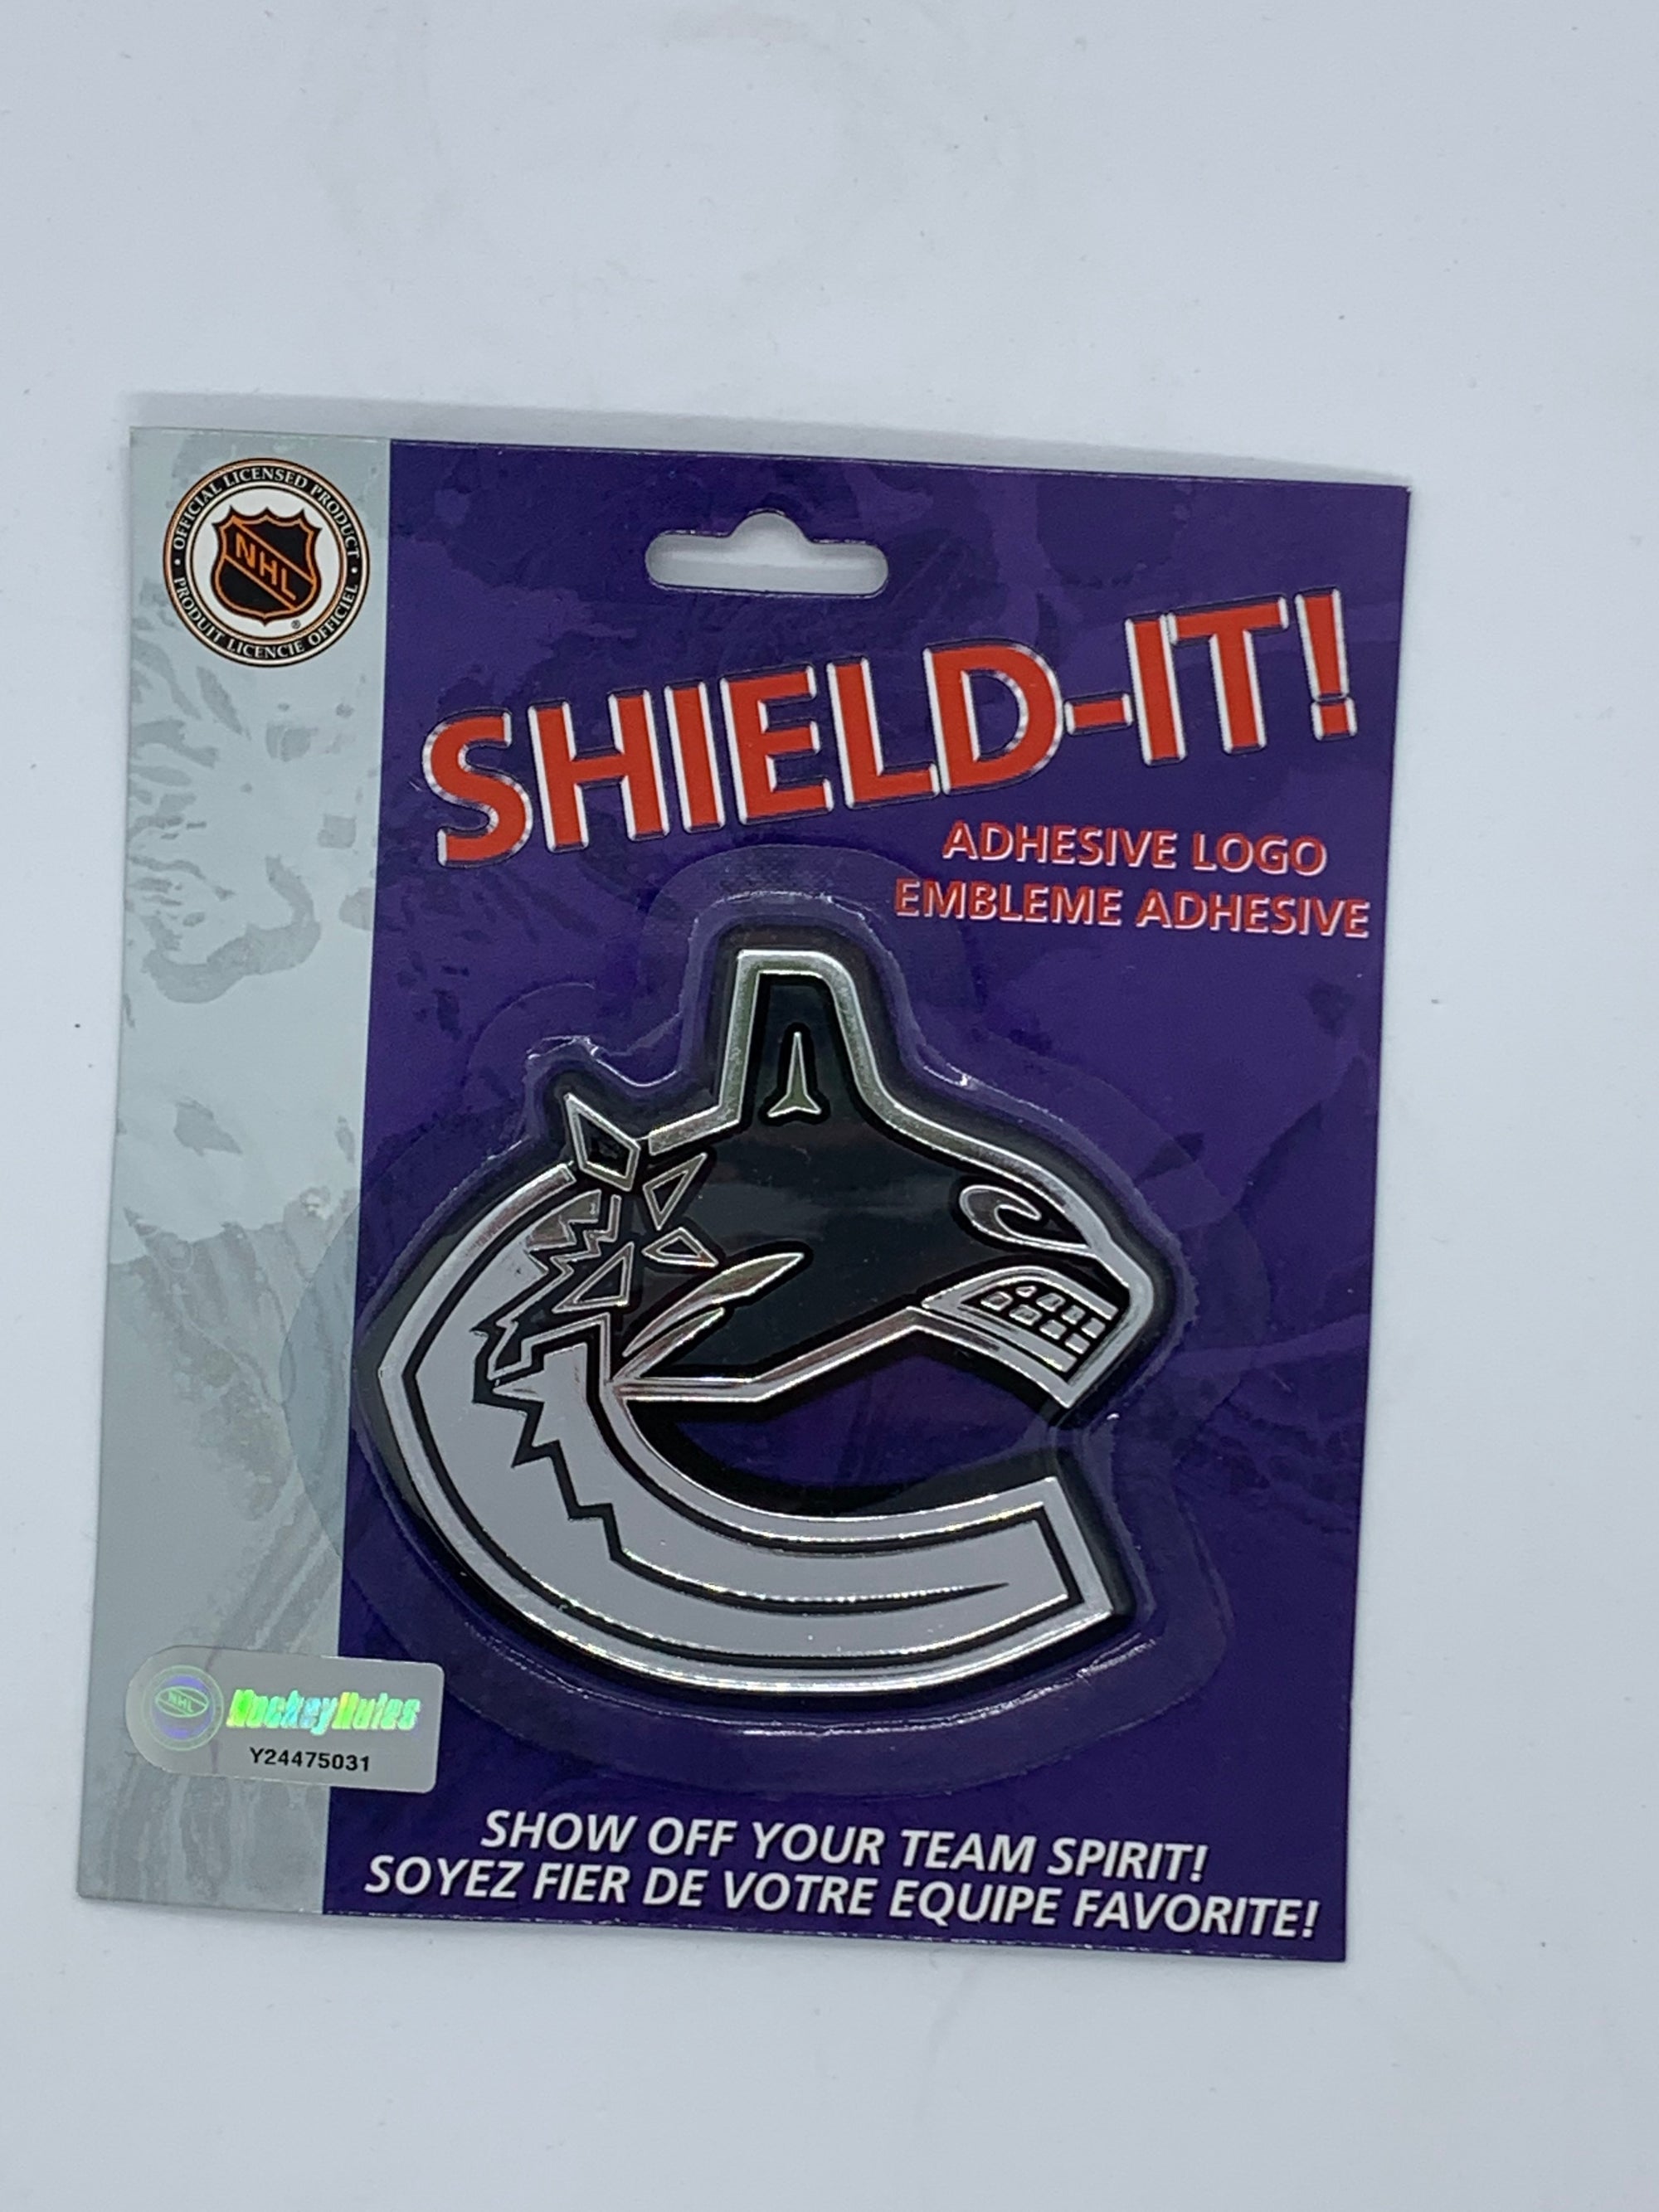 OFFICIAL LICENSED PRODUCT
NHL
®
PRODUIT LICENCIE OFFICIEL
SHIELD-IT!
ADHESIVE LOGO
EMBLEME ADHESIVE
NHL HockeyRules
Y24475031
SHOW OFF YOUR TEAM SPIRIT!
SOYEZ FIER DE VOTRE EQUIPE FAVORITE!